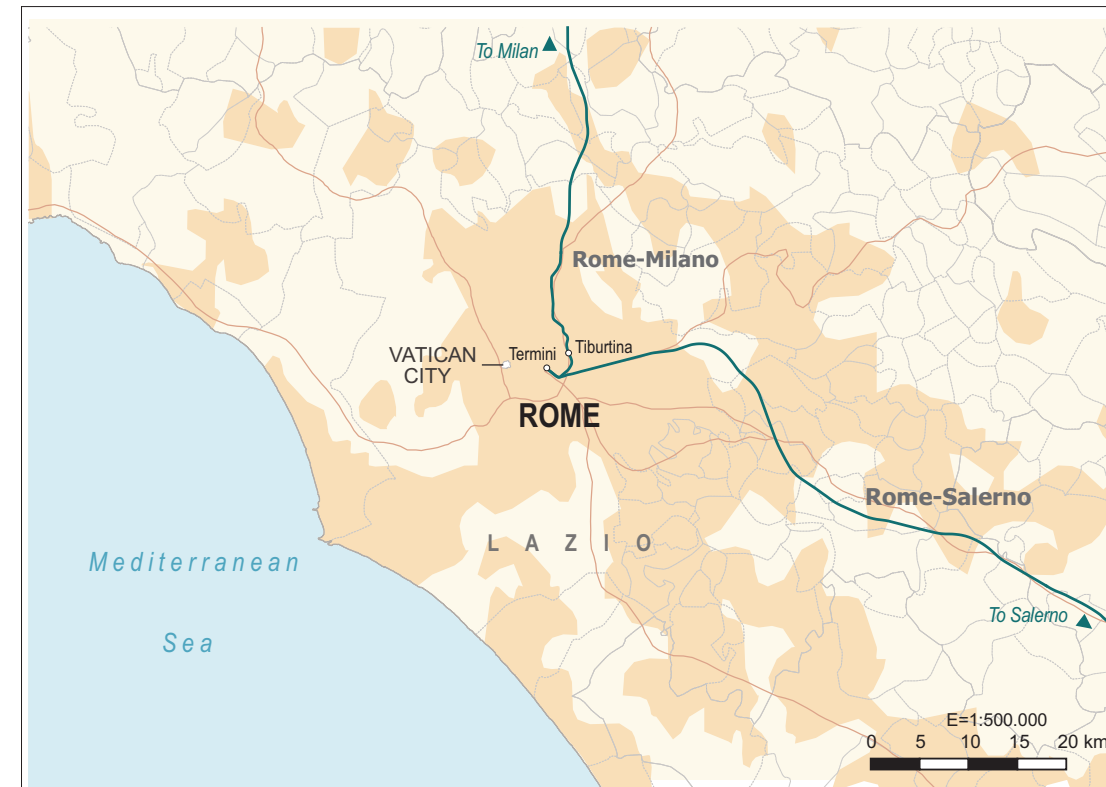 To Milan
Rome-Milano
VATICAN
CITY
Termini
Tiburtina
ROME
Rome-Salerno
LAZIO
Mediterranean
Sea
To Salerno
E=1:500.000
0 5 10 15 20 km